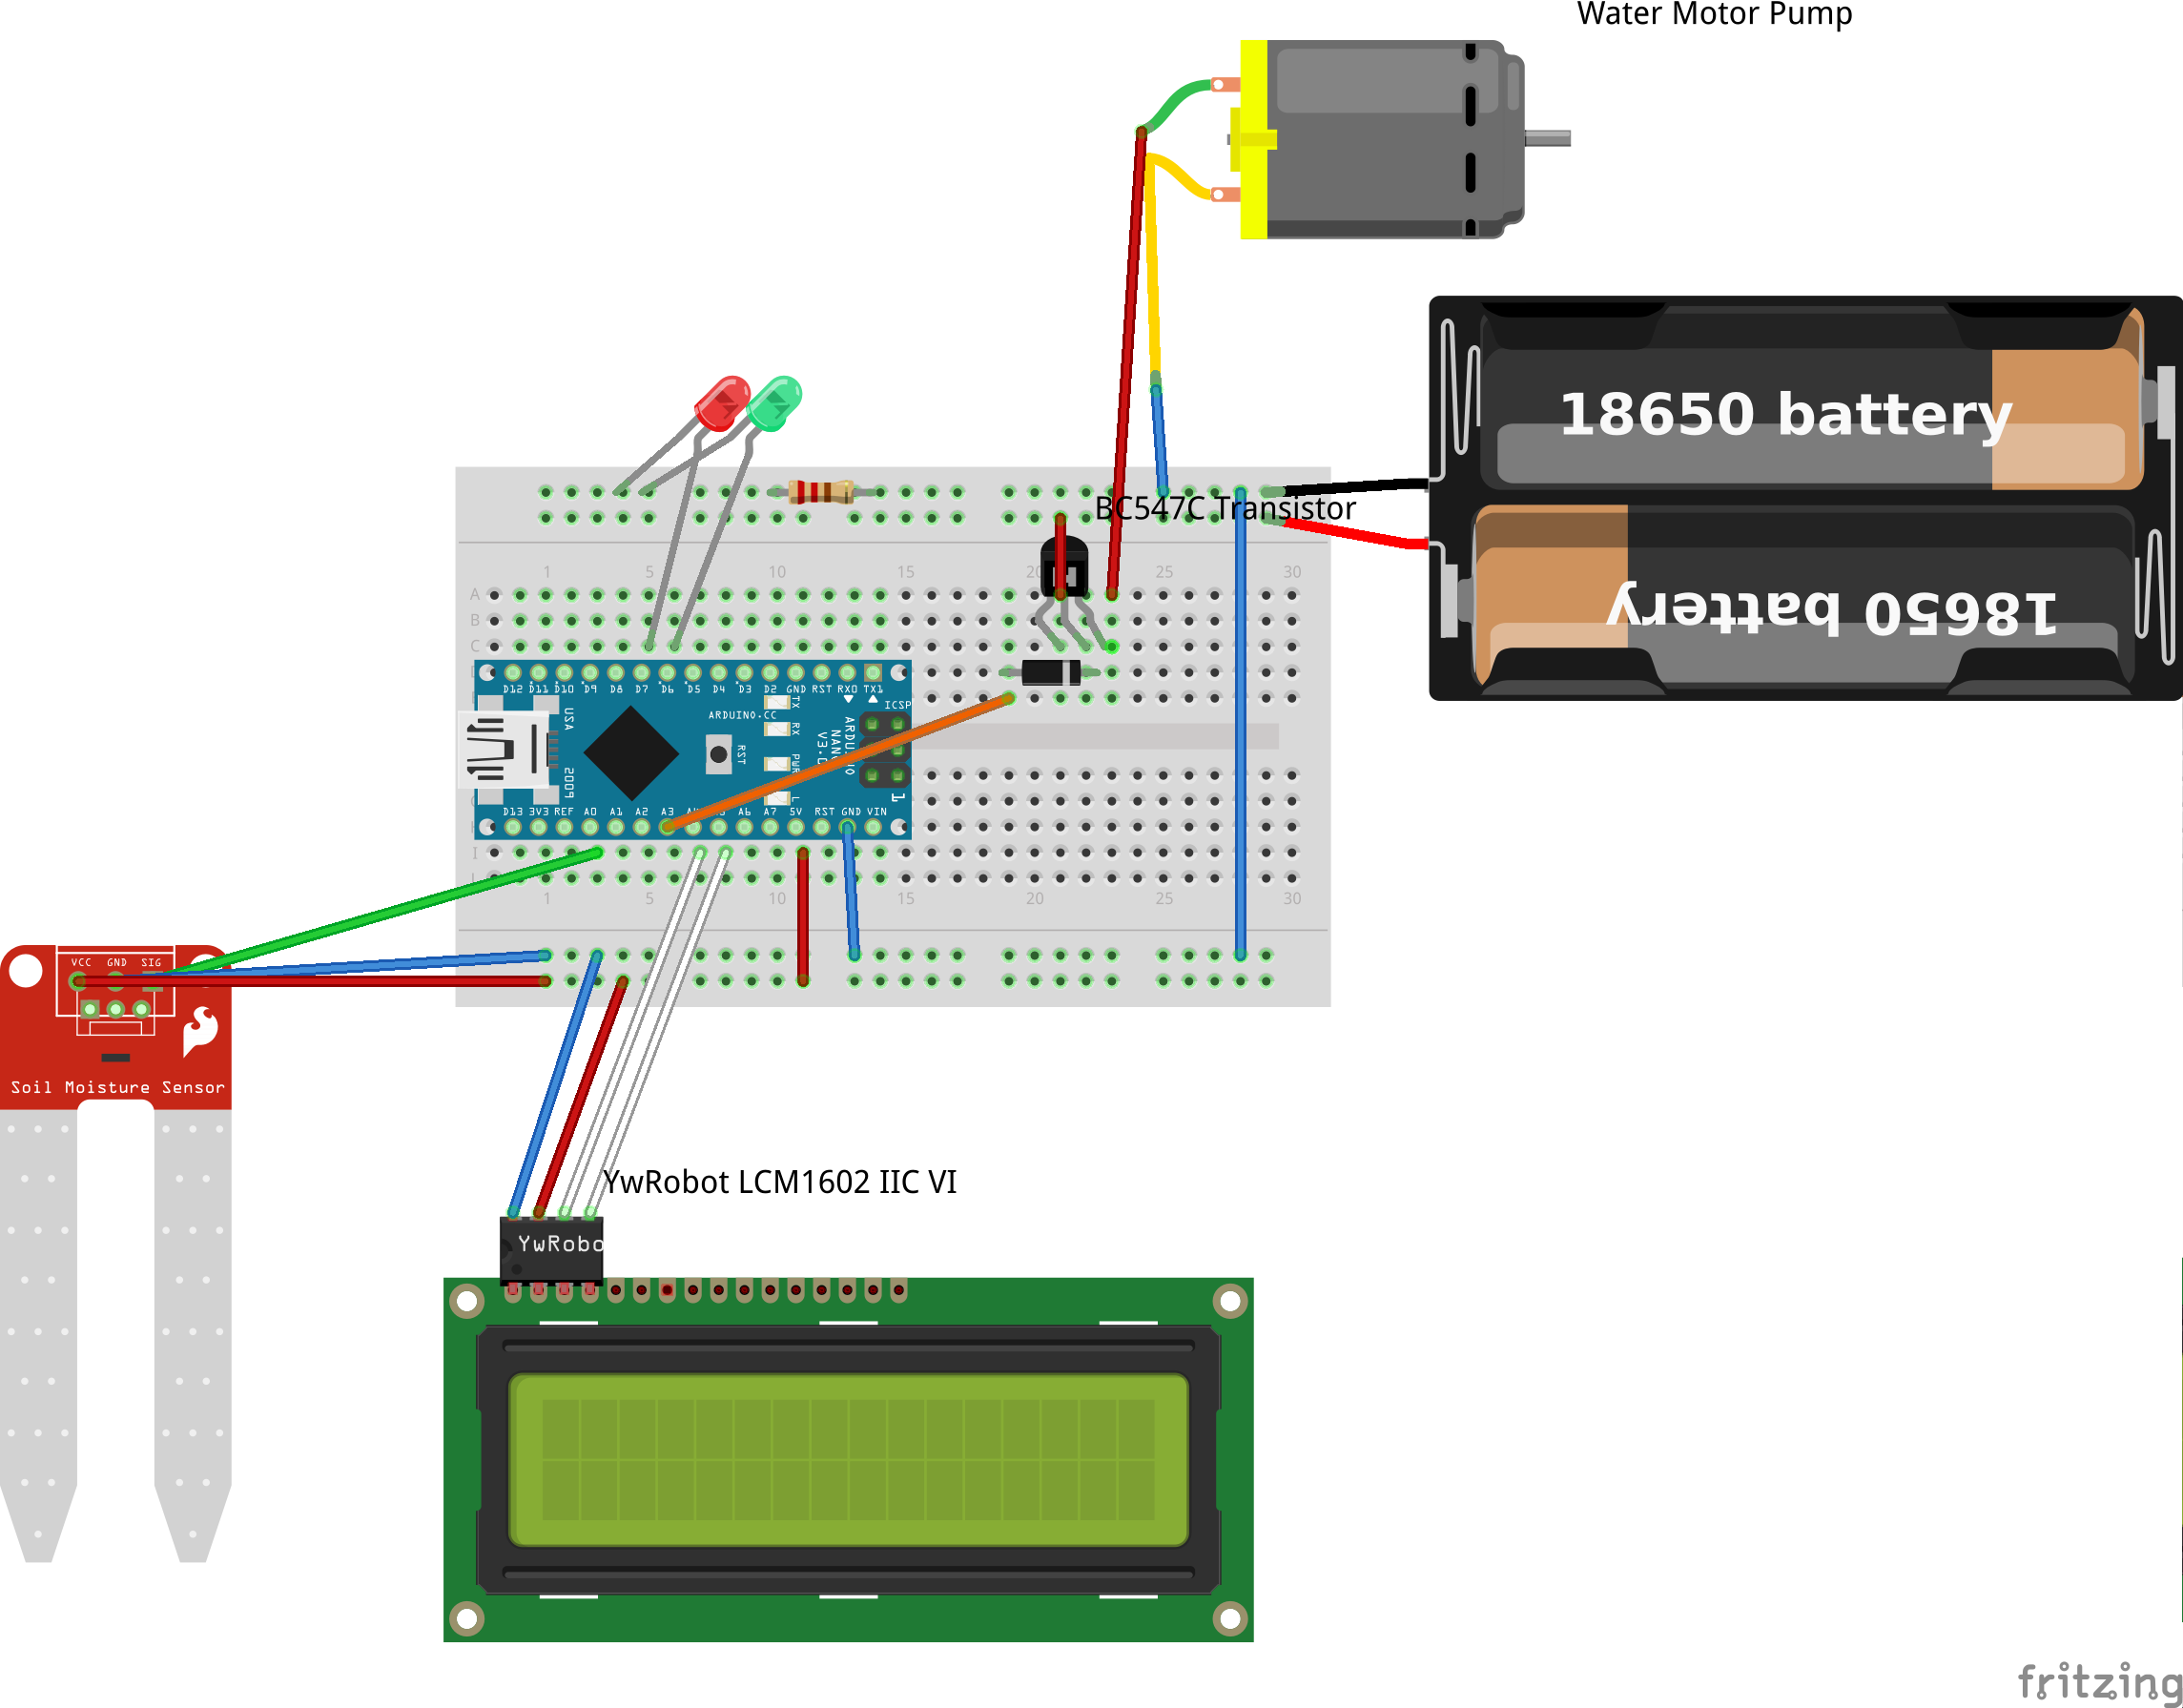 Water Motor Pump
18650 battery
18650 battery
BC547C Transistor
1 5 10 15 20 25 30
A
B
C
D12 D11 D10 D9 D8 D7 D6 D5 D4 D3 D2 GND RST RX0 TX1
ICSP
ARDUINO.CC
USA
2009
TX
RX
PWR
L
RST
ARDUINO
NANO
V3.0
1
D13 3V3 REF A0 A1 A2 A3 A6 A7 5V RST GND VIN
I
1 5 10 15 20 25 30
VCC GND SIG
Soil Moisture Sensor
YwRobot LCM1602 IIC VI
YwRobo
fritzing